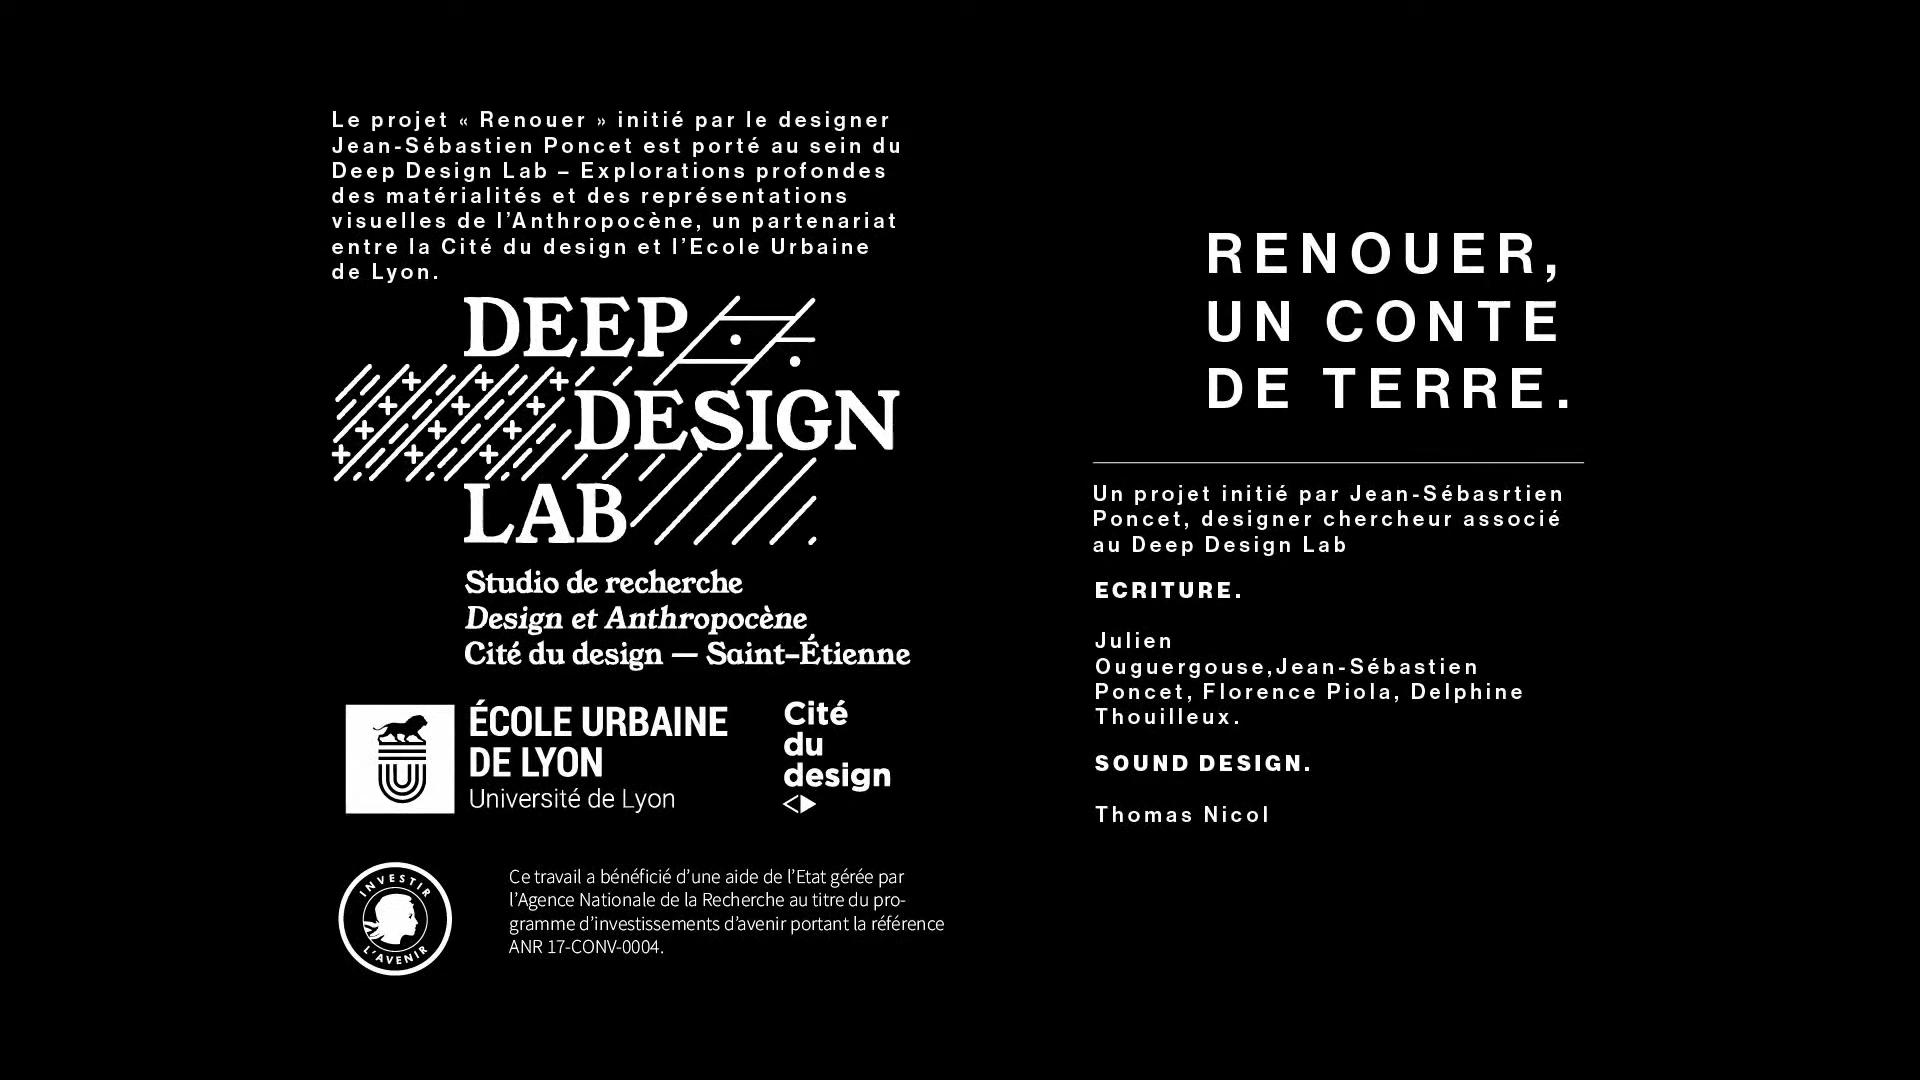 Le projet « Renouer » initié par le designer
Jean-Sébastien Poncet est porté au sein du
Deep Design Lab – Explorations profondes
des matérialités et des représentations
visuelles de l’Anthropocène, un partenariat
entre la Cité du design et l’Ecole Urbaine
de Lyon.
DEEP
DESIGN
LAB
Studio de recherche
Design et Anthropocène
Cité du design — Saint-Étienne
ÉCOLE URBAINE
DE LYON
Université de Lyon
Cité
du
design
INVESTIR
L’AVENIR
Ce travail a bénéficié d’une aide de l’Etat gérée par
l’Agence Nationale de la Recherche au titre du pro-
gramme d’investissements d’avenir portant la référence
ANR 17-CONV-0004.
RENOUER,
UN CONTE
DE TERRE.
Un projet initié par Jean-Sébasrtien
Poncet, designer chercheur associé
au Deep Design Lab
ECRITURE.
Julien
Ouguergouse,Jean-Sébastien
Poncet, Florence Piola, Delphine
Thouilleux.
SOUND DESIGN.
Thomas Nicol